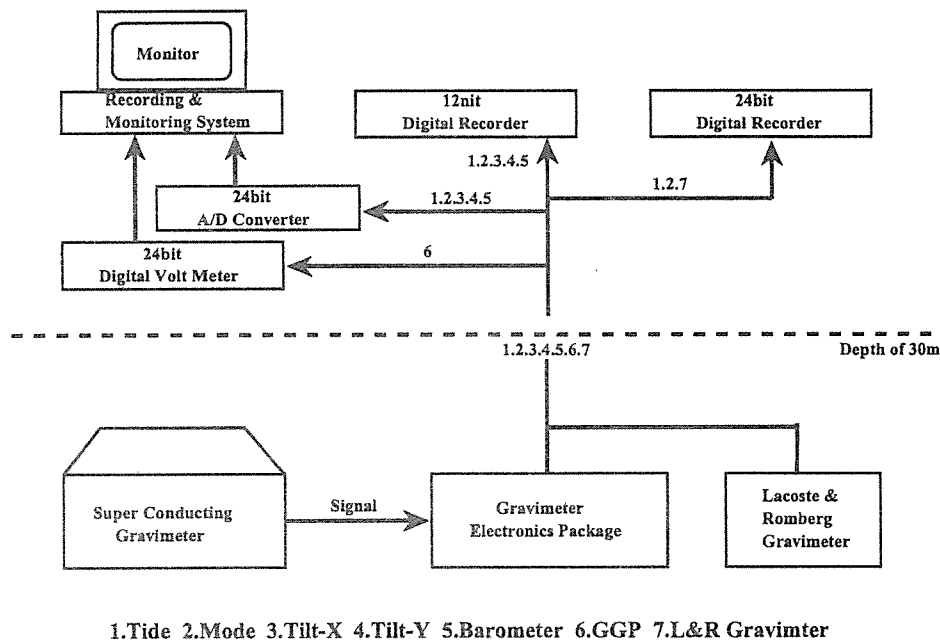 Monitor
Recording &
Monitoring System
12nit
Digital Recorder
24bit
Digital Recorder
1.2.3.4.5
1.2.7
24bit
A/D Converter
1.2.3.4.5
24bit
Digital Volt Meter
6
1.2.3.4.5.6.7
Depth of 30m
Super Conducting
Gravimeter
Signal
Gravimeter
Electronics Package
Lacoste &
Romberg
Gravimeter
1.Tide 2.Mode 3.Tilt-X 4.Tilt-Y 5.Barometer 6.GGP 7.L&R Gravimter